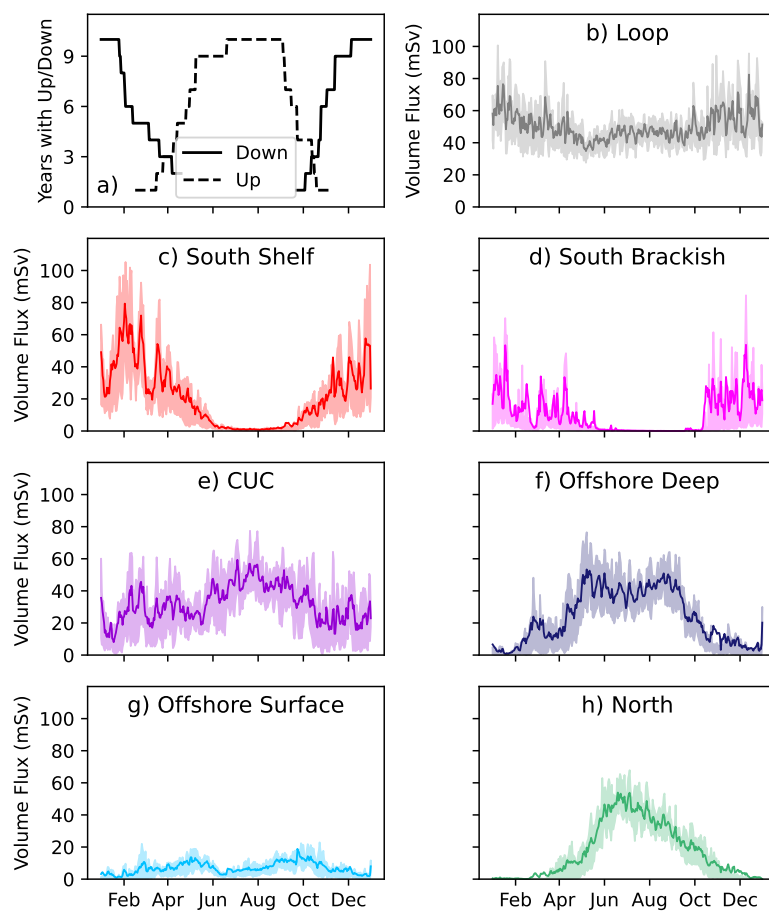 Years with Up/Down
9
6
3
0
a)
Down
Up
b) Loop
Volume Flux (mSv)
100
80
60
40
20
0
c) South Shelf
Volume Flux (mSv)
100
80
60
40
20
0
d) South Brackish
e) CUC
Volume Flux (mSv)
100
80
60
40
20
0
f) Offshore Deep
g) Offshore Surface
Volume Flux (mSv)
100
80
60
40
20
0
Feb Apr Jun Aug Oct Dec
h) North
Feb Apr Jun Aug Oct Dec